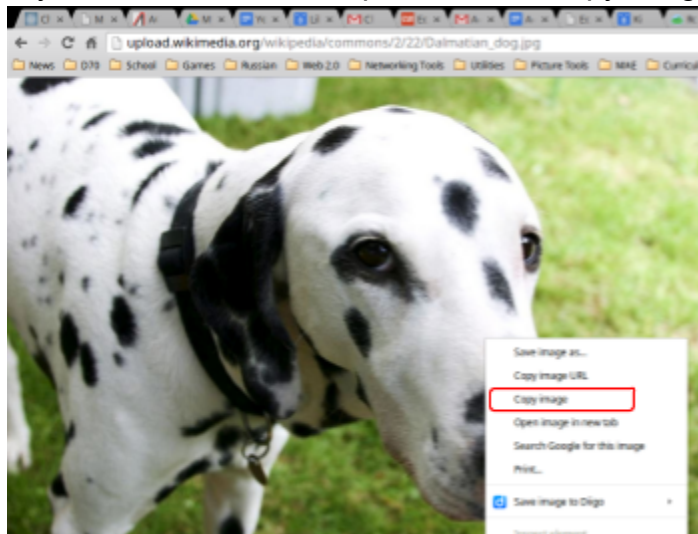 upload.wikimedia.org/wikipedia/commons/2/22/Dalmatian_dog.jpg
News D70 School Games Russian Web 2.0 Networking Tools Utilities Picture Tools MAE
Save image as...
Copy image URL
Copy image
Open image in new tab
Search Google for this image
Print...
Save image to Diigo